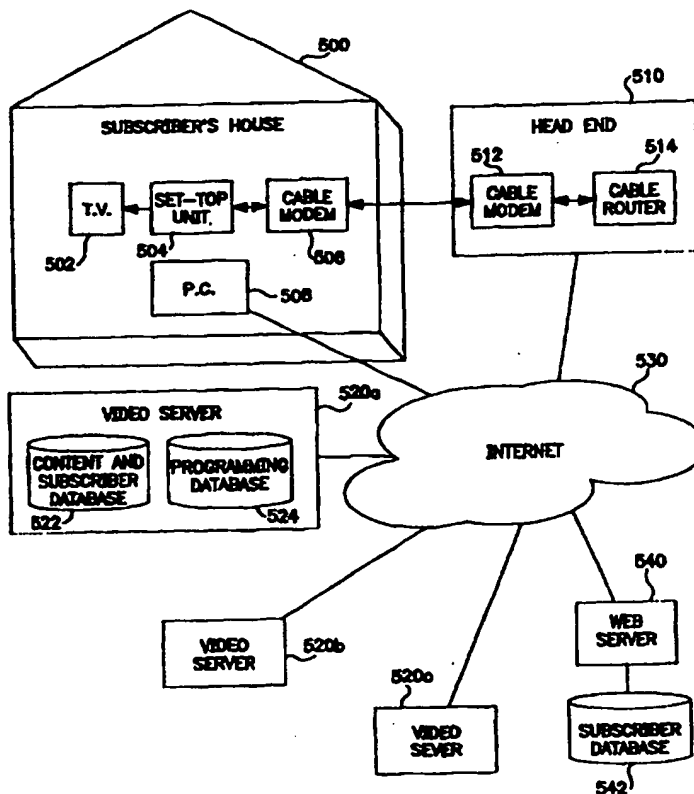 500
510
SUBSCRIBER'S HOUSE
HEAD END
512
514
T.V.
SET-TOP
UNIT.
CABLE
MODEM
CABLE
MODEM
CABLE
ROUTER
502
504
506
P.C.
508
530
VIDEO SERVER
520a
CONTENT AND
SUBSCRIBER
DATABASE
PROGRAMMING
DATABASE
INTERNET
522
524
540
WEB
SERVER
VIDEO
SERVER
520b
520c
VIDEO
SEVER
SUBSCRIBER
DATABASE
542